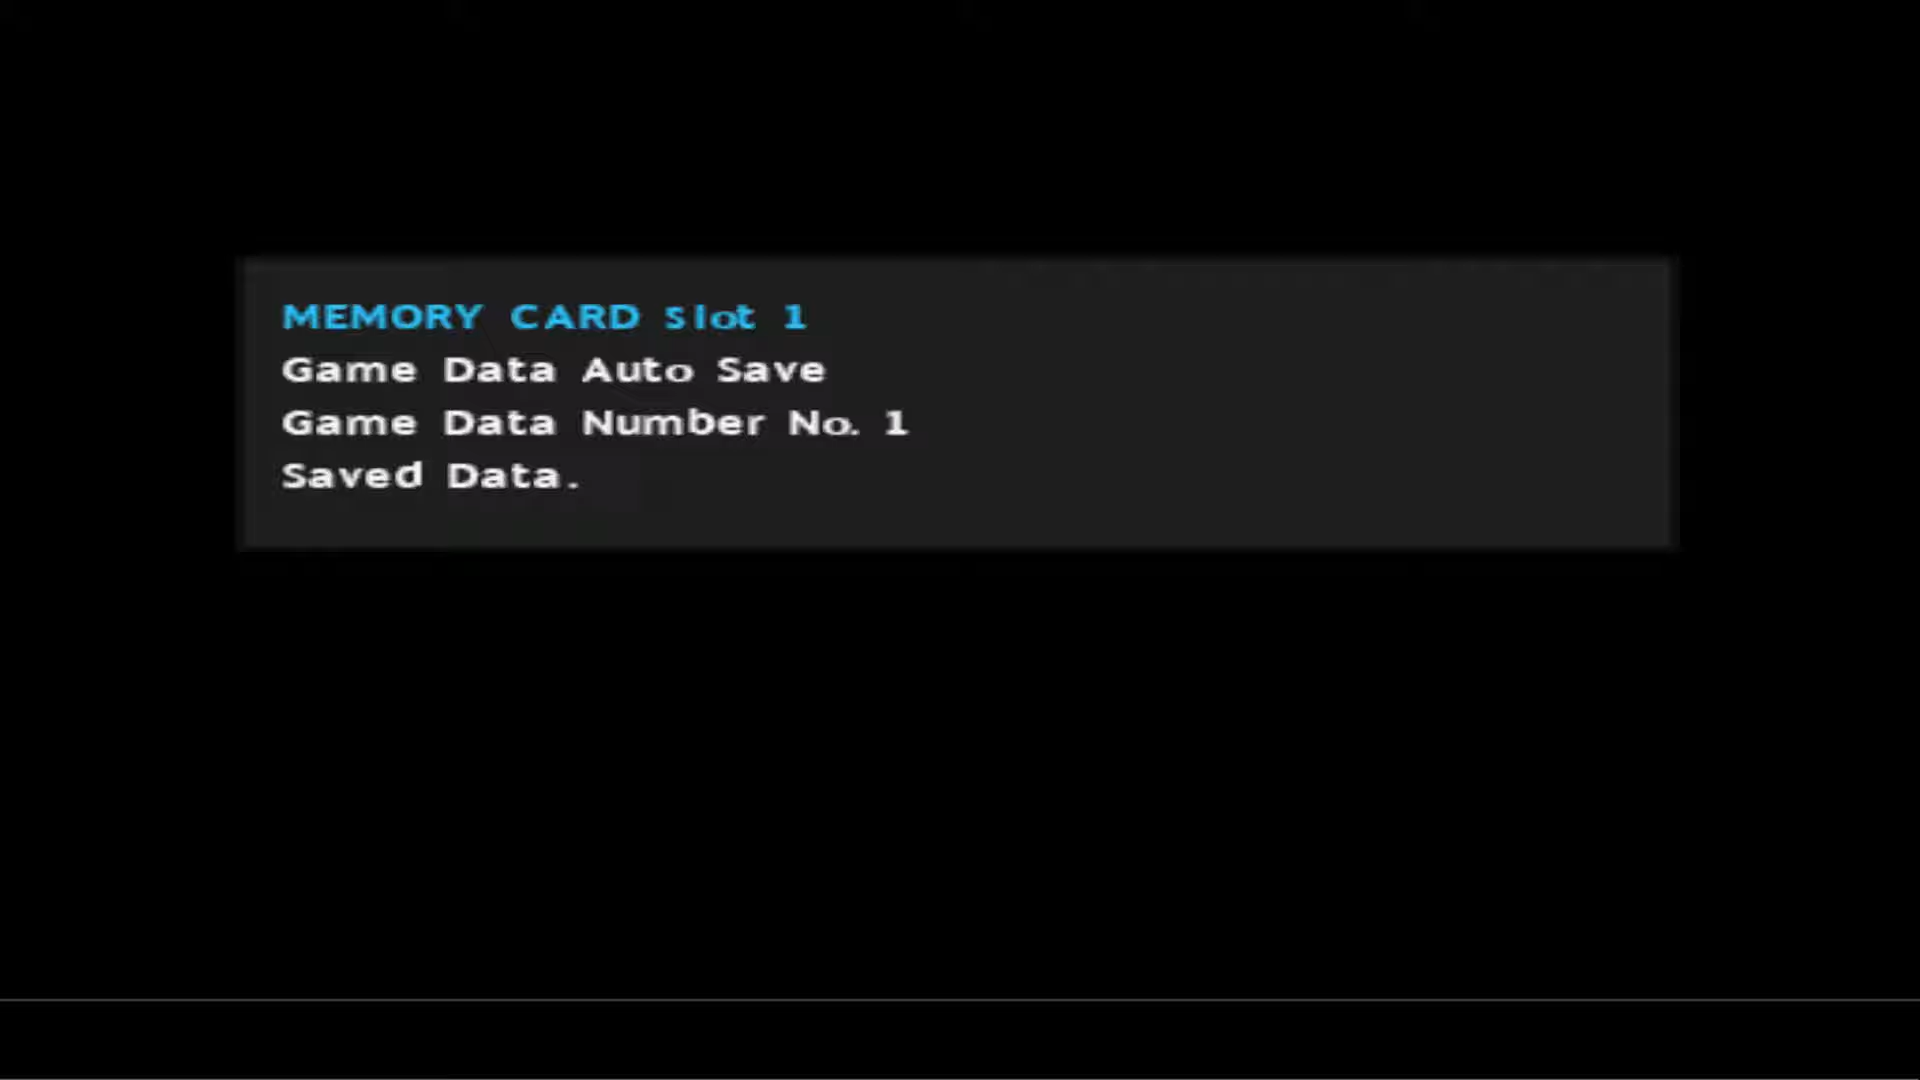 MEMORY CARD slot 1
Game Data Auto Save
Game Data Number No. 1
Saved Data.